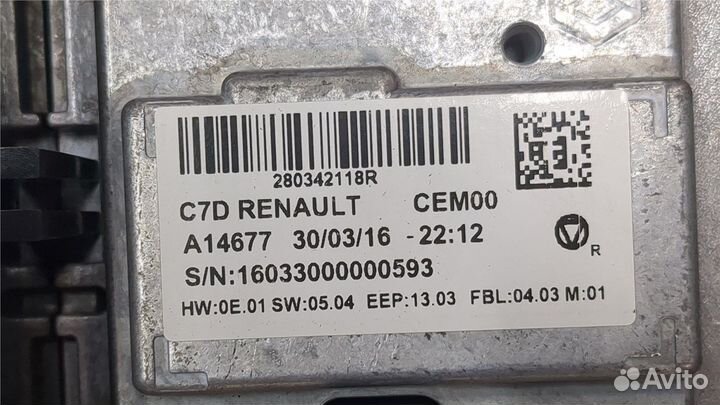 280342118R
C7D RENAULT CEM00
A14677 30/03/16 - 22:12
S/N:16033000000593
R
HW:0E.01 SW:05.04 EEP:13.03 FBL:04.03 M:01
Avito